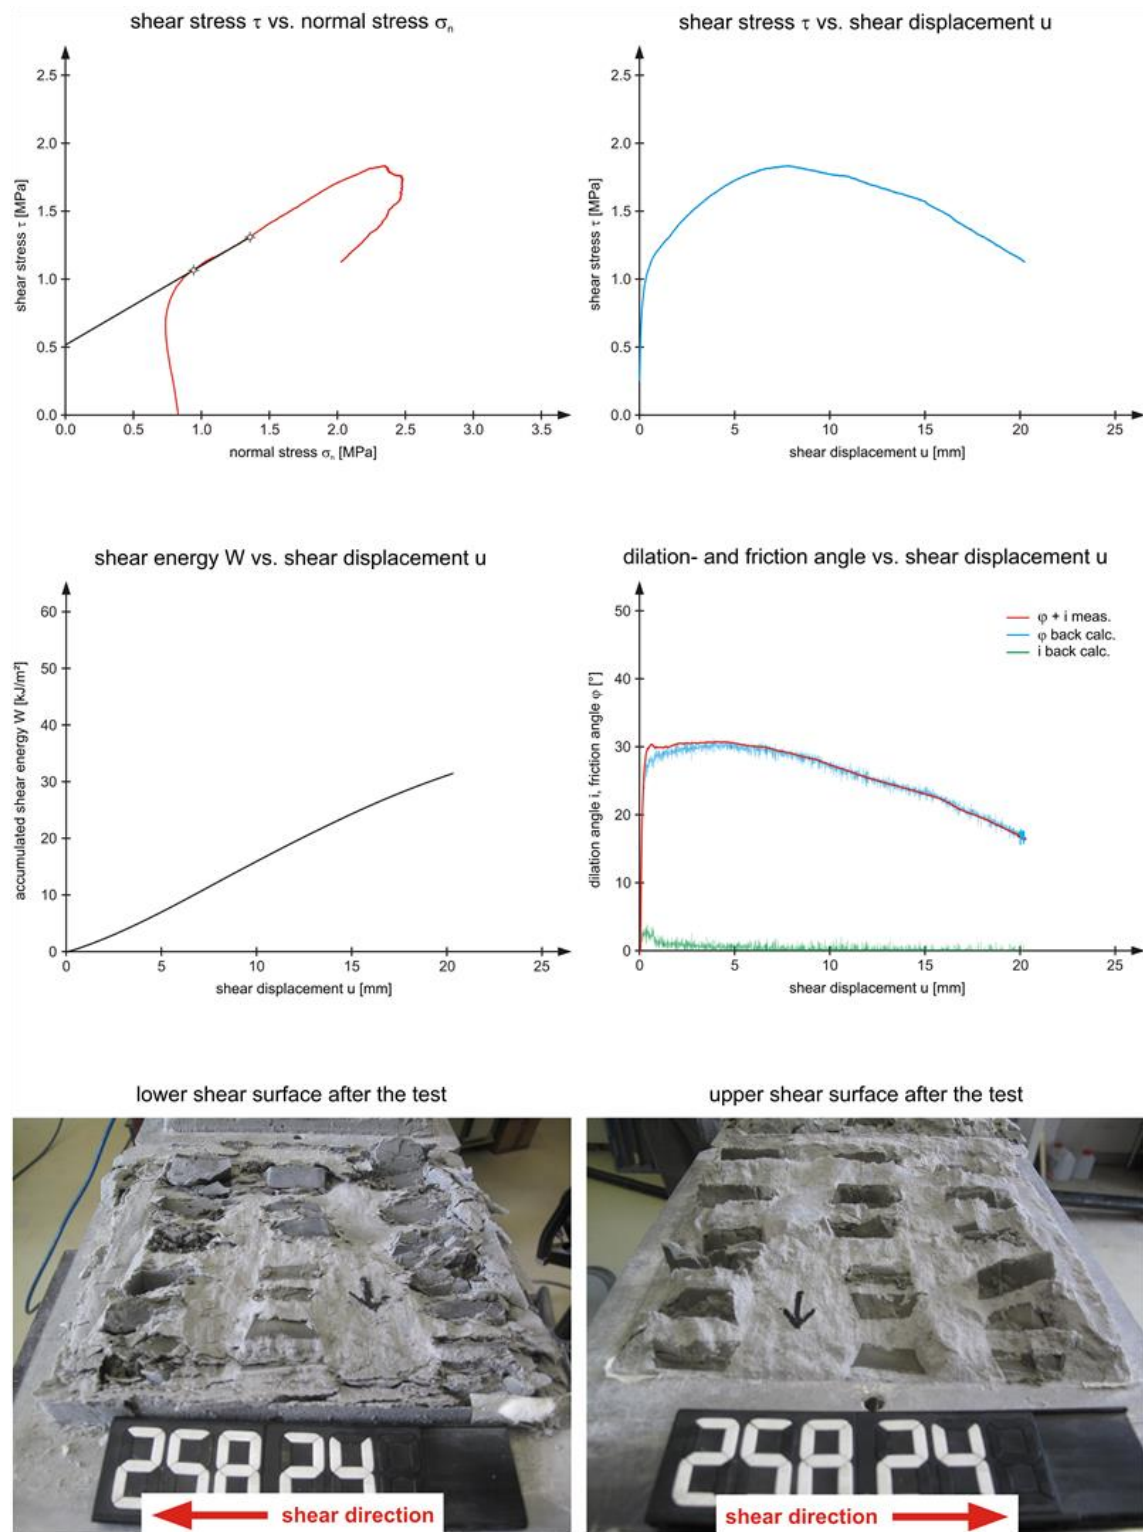 shear stress τ vs. normal stress σn
shear stress τ [MPa]
2.5
2.0
1.5
1.0
0.5
0.0
0.0 0.5 1.0 1.5 2.0 2.5 3.0 3.5
normal stress σn [MPa]
shear stress τ vs. shear displacement u
shear stress τ [MPa]
2.5
2.0
1.5
1.0
0.5
0.0
0 5 10 15 20 25
shear displacement u [mm]
shear energy W vs. shear displacement u
accumulated shear energy W [kJ/m²]
60
50
40
30
20
10
0
0 5 10 15 20 25
shear displacement u [mm]
dilation- and friction angle vs. shear displacement u
dilation angle i, friction angle φ [°]
50
40
30
20
10
0
φ + i meas.
φ back calc.
i back calc.
0 5 10 15 20 25
shear displacement u [mm]
lower shear surface after the test
258 24
shear direction
upper shear surface after the test
258 24
shear direction